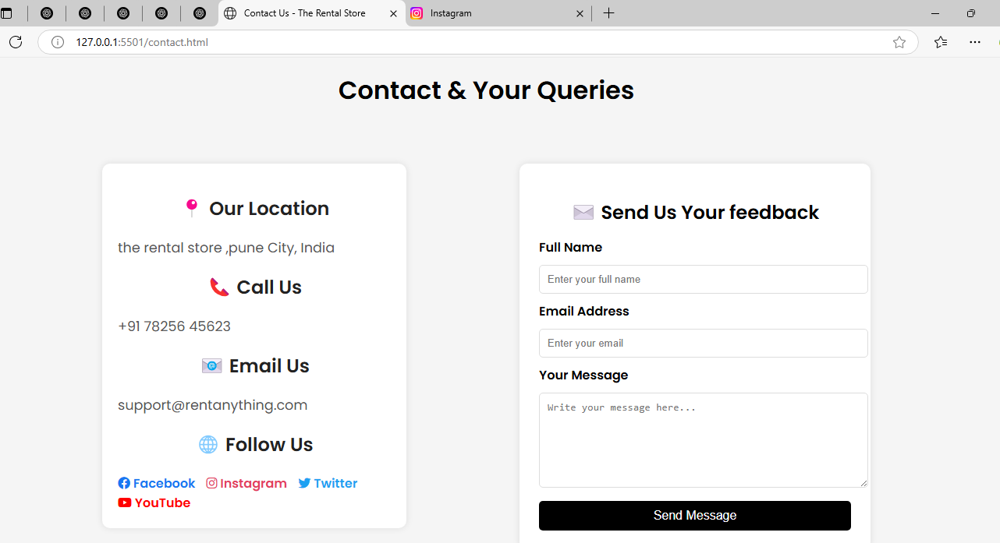 Contact Us - The Rental Store
Instagram
127.0.0.1:5501/contact.html
Contact & Your Queries
Our Location
the rental store ,pune City, India
Call Us
+91 78256 45623
Email Us
support@rentanything.com
Follow Us
Facebook Instagram Twitter
YouTube
Send Us Your feedback
Full Name
Enter your full name
Email Address
Enter your email
Your Message
Write your message here...
Send Message